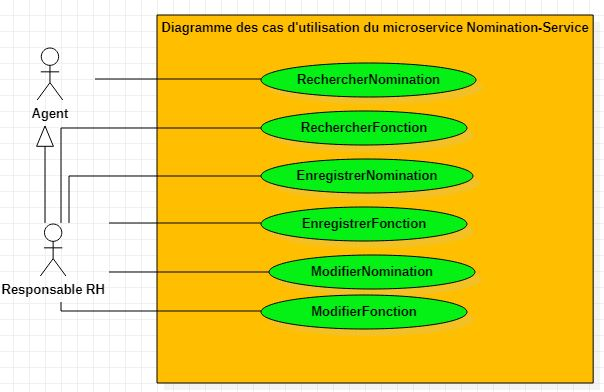 Diagramme des cas d'utilisation du microservice Nomination-Service
RechercherNomination
Agent
RechercherFonction
EnregistrerNomination
EnregistrerFonction
ModifierNomination
Responsable RH
ModifierFonction